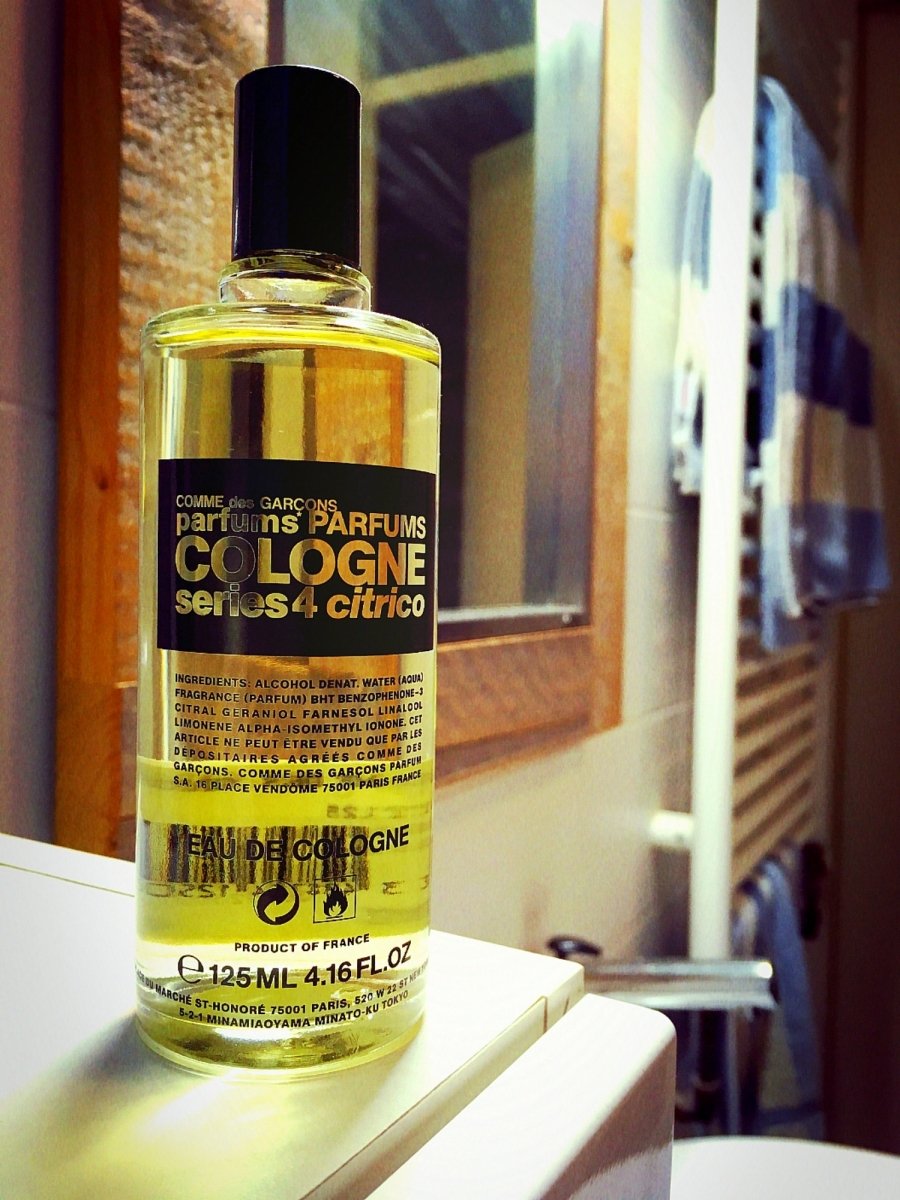 COMME des GARÇONS
parfums* PARFUMS
COLOGNE
series 4 citrico
INGREDIENTS: ALCOHOL DENAT. WATER (AQUA)
FRAGRANCE (PARFUM) BHT BENZOPHENONE-3
CITRAL GERANIOL FARNESOL LINALOOL
LIMONENE ALPHA-ISOMETHYL IONONE. CET
ARTICLE NE PEUT ÊTRE VENDU QUE PAR LES
DÉPOSITAIRES AGRÉÉS COMME DES
GARÇONS. COMME DES GARÇONS PARFUM
S.A. 16 PLACE VENDÔME 75001 PARIS FRANCE
EAU DE COLOGNE
PRODUCT OF FRANCE
e 125 ML 4.16 FL.OZ
DU MARCHÉ ST-HONORÉ 75001 PARIS, 520 W 22 ST NEW
5-2-1 MINAMIAOYAMA MINATO-KU TOKYO